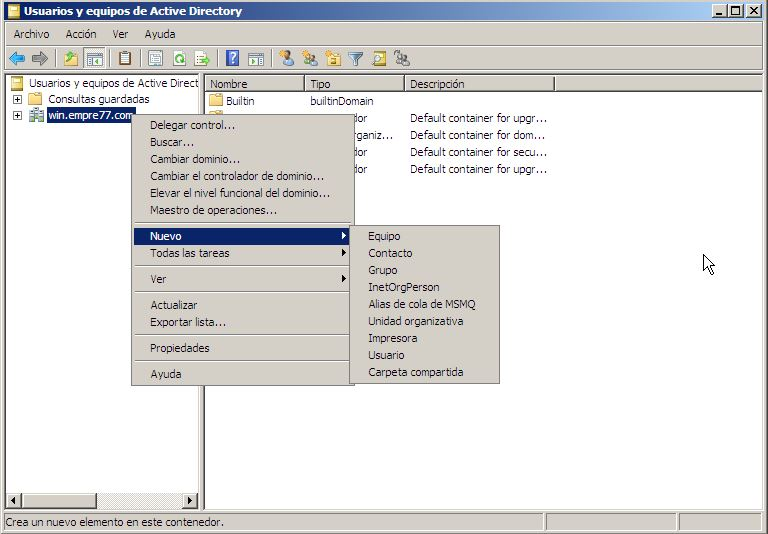 Usuarios y equipos de Active Directory
Archivo Acción Ver Ayuda
Usuarios y equipos de Active Direct
Consultas guardadas
win.empre77.com
Nombre Tipo Descripción
Builtin builtinDomain
dor Default container for upgr...
organiz... Default container for dom...
dor Default container for secu...
dor Default container for upgr...
Delegar control...
Buscar...
Cambiar dominio...
Cambiar el controlador de dominio...
Elevar el nivel funcional del dominio...
Maestro de operaciones...
Nuevo
Todas las tareas
Ver
Actualizar
Exportar lista...
Propiedades
Ayuda
Equipo
Contacto
Grupo
InetOrgPerson
Alias de cola de MSMQ
Unidad organizativa
Impresora
Usuario
Carpeta compartida
Crea un nuevo elemento en este contenedor.